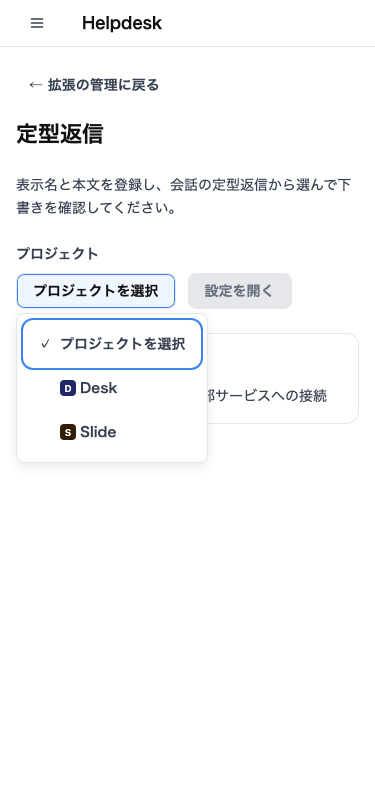 Helpdesk
← 拡張の管理に戻る
定型返信
表示名と本文を登録し、会話の定型返信から選んで下
書きを確認してください。
プロジェクト
プロジェクトを選択
設定を開く
✓ プロジェクトを選択
D Desk
部サービスへの接続
S Slide